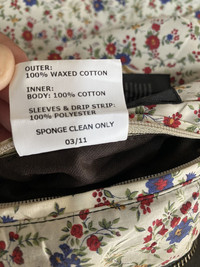 OUTER:
100% WAXED COTTON
INNER:
BODY: 100% COTTON
SLEEVES & DRIP STRIP:
100% POLYESTER
SPONGE CLEAN ONLY
03/11